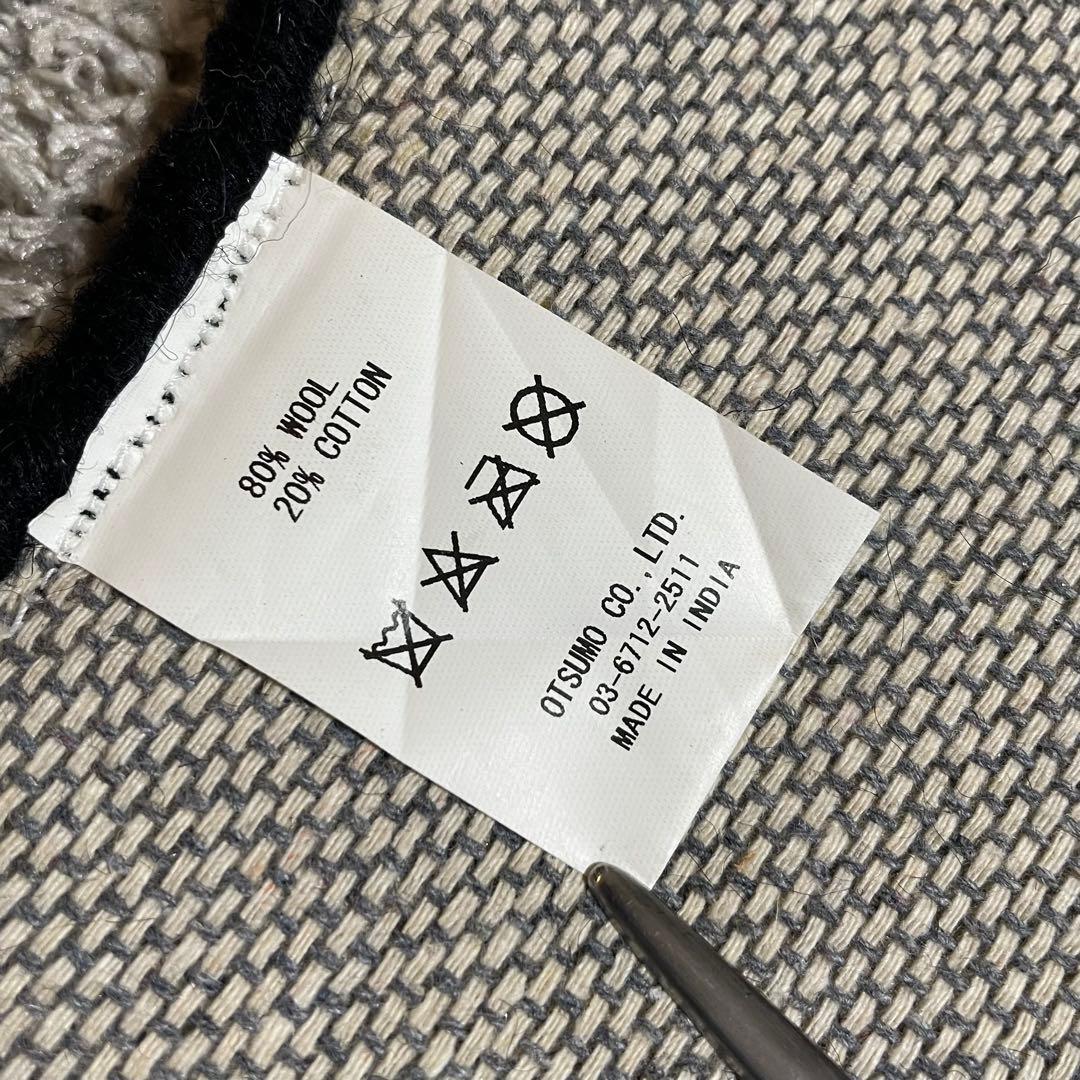 80% WOOL
20% COTTON
OTSUMO CO.,LTD.
03-6712-2511
MADE IN INDIA